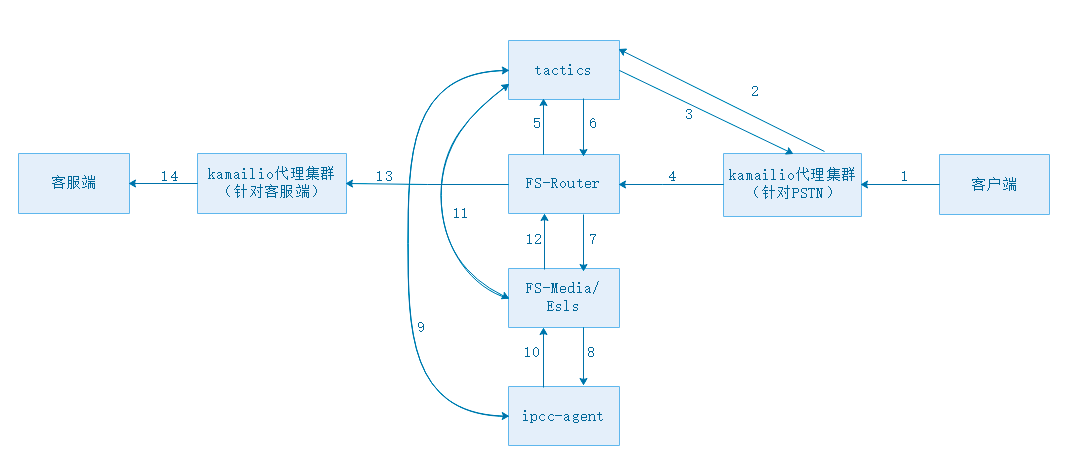 tactics
2
5
6
3
客服端
14
kamailio代理集群
（针对客服端）
13
FS-Router
4
kamailio代理集群
（针对PSTN）
1
客户端
11
12
7
FS-Media/
Esls
9
10
8
ipcc-agent